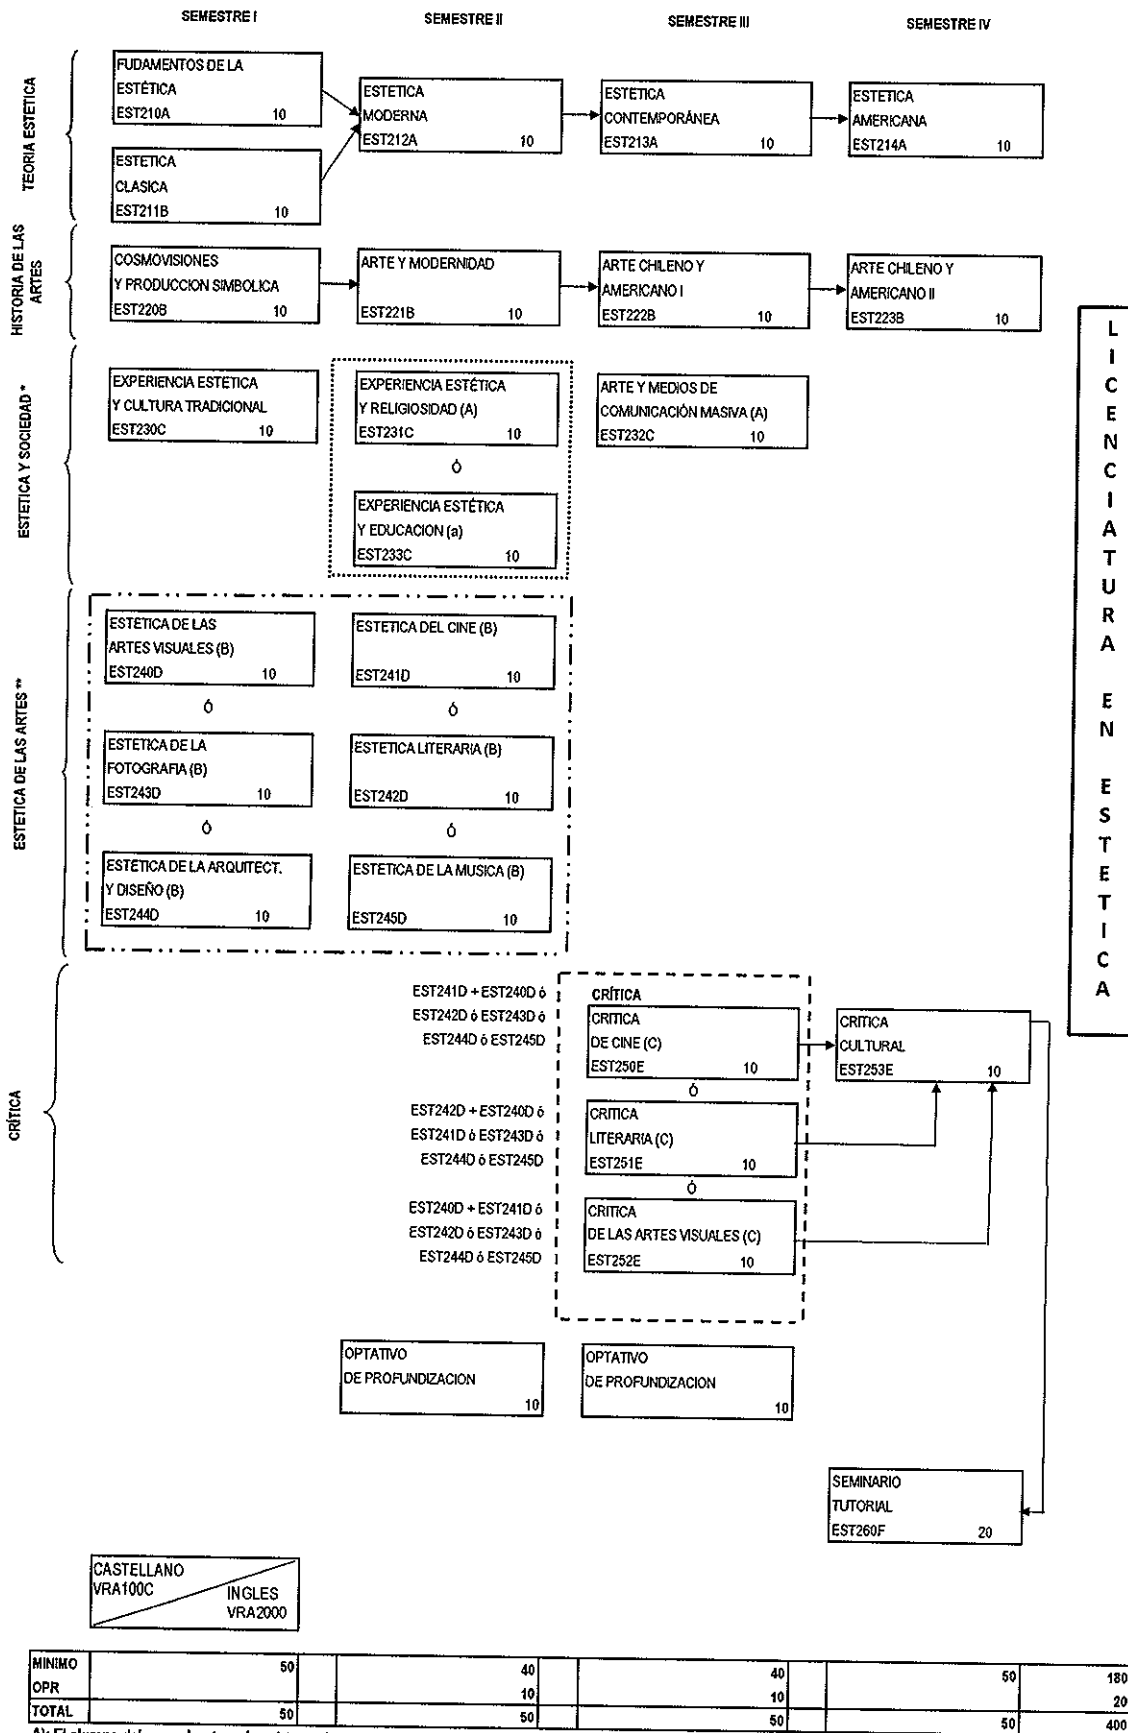 SEMESTRE I
SEMESTRE II
SEMESTRE III
SEMESTRE IV
TEORIA ESTETICA
FUDAMENTOS DE LA
ESTÉTICA
EST210A 10
ESTETICA
CLASICA
EST211B 10
ESTETICA
MODERNA
EST212A 10
ESTETICA
CONTEMPORÁNEA
EST213A 10
ESTETICA
AMERICANA
EST214A 10
HISTORIA DE LAS
ARTES
COSMOVISIONES
Y PRODUCCION SIMBOLICA
EST220B 10
ARTE Y MODERNIDAD
EST221B 10
ARTE CHILENO Y
AMERICANO I
EST222B 10
ARTE CHILENO Y
AMERICANO II
EST223B 10
ESTETICA Y SOCIEDAD *
EXPERIENCIA ESTETICA
Y CULTURA TRADICIONAL
EST230C 10
EXPERIENCIA ESTÉTICA
Y RELIGIOSIDAD (A)
EST231C 10
Ó
EXPERIENCIA ESTÉTICA
Y EDUCACION (a)
EST233C 10
ARTE Y MEDIOS DE
COMUNICACIÓN MASIVA (A)
EST232C 10
ESTETICA DE LAS ARTES **
ESTETICA DE LAS
ARTES VISUALES (B)
EST240D 10
Ó
ESTETICA DE LA
FOTOGRAFIA (B)
EST243D 10
Ó
ESTETICA DE LA ARQUITECT.
Y DISEÑO (B)
EST244D 10
ESTETICA DEL CINE (B)
EST241D 10
Ó
ESTETICA LITERARIA (B)
EST242D 10
Ó
ESTETICA DE LA MUSICA (B)
EST245D 10
CRÍTICA
EST241D + EST240D ó
EST242D ó EST243D ó
EST244D ó EST245D
EST242D + EST240D ó
EST241D ó EST243D ó
EST244D ó EST245D
EST240D + EST241D ó
EST242D ó EST243D ó
EST244D ó EST245D
CRÍTICA
CRITICA
DE CINE (C)
EST250E 10
Ó
CRITICA
LITERARIA (C)
EST251E 10
Ó
CRITICA
DE LAS ARTES VISUALES (C)
EST252E 10
CRITICA
CULTURAL
EST253E 10
OPTATIVO
DE PROFUNDIZACION
10
OPTATIVO
DE PROFUNDIZACION
10
SEMINARIO
TUTORIAL
EST260F 20
LICENCIATURA EN ESTETICA
CASTELLANO
VRA100C
INGLES
VRA2000
MINIMO 50 40 40 50 180
OPR 10 10 20
TOTAL 50 50 50 50 400